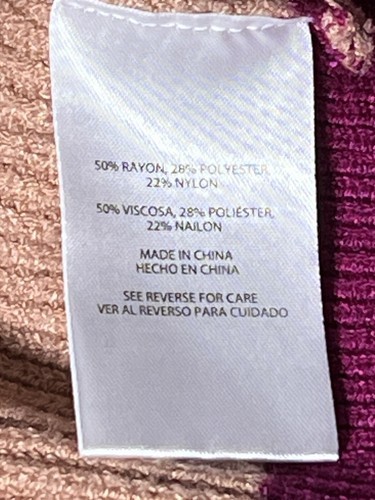 50% RAYON, 28% POLYESTER,
22% NYLON
50% VISCOSA, 28% POLIÉSTER,
22% NAILON
MADE IN CHINA
HECHO EN CHINA
SEE REVERSE FOR CARE
VER AL REVERSO PARA CUIDADO